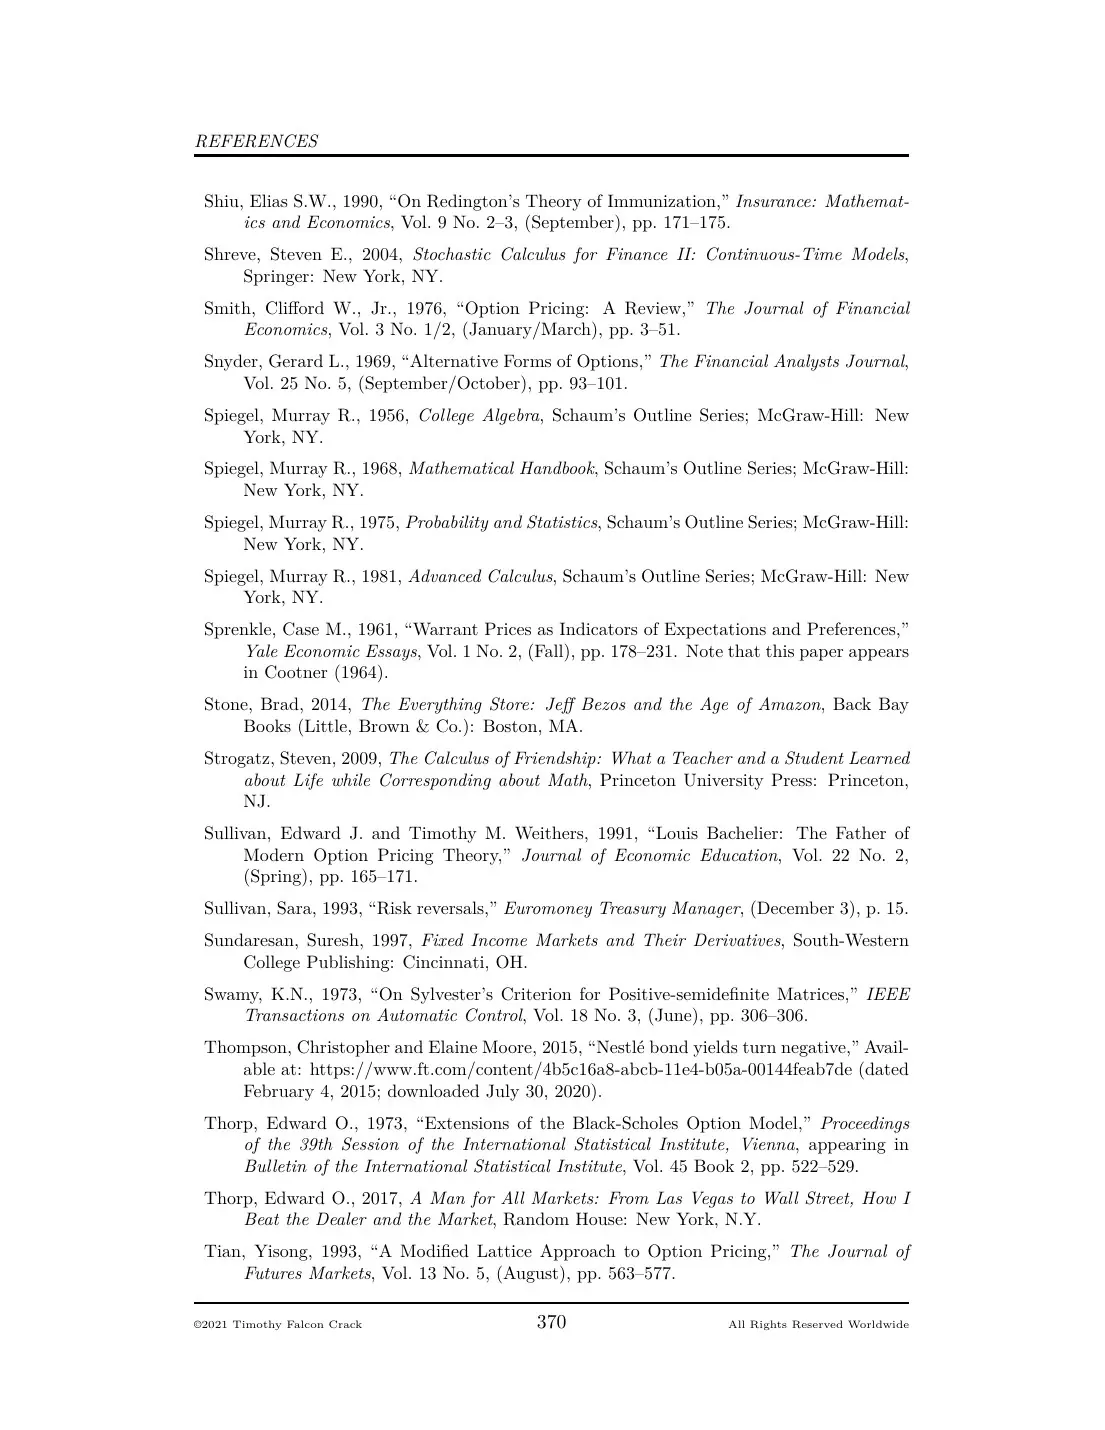 REFERENCES
Shiu, Elias S.W., 1990, “On Redington’s Theory of Immunization,” Insurance: Mathemat-
ics and Economics, Vol. 9 No. 2–3, (September), pp. 171–175.
Shreve, Steven E., 2004, Stochastic Calculus for Finance II: Continuous-Time Models,
Springer: New York, NY.
Smith, Clifford W., Jr., 1976, “Option Pricing: A Review,” The Journal of Financial
Economics, Vol. 3 No. 1/2, (January/March), pp. 3–51.
Snyder, Gerard L., 1969, “Alternative Forms of Options,” The Financial Analysts Journal,
Vol. 25 No. 5, (September/October), pp. 93–101.
Spiegel, Murray R., 1956, College Algebra, Schaum’s Outline Series; McGraw-Hill: New
York, NY.
Spiegel, Murray R., 1968, Mathematical Handbook, Schaum’s Outline Series; McGraw-Hill:
New York, NY.
Spiegel, Murray R., 1975, Probability and Statistics, Schaum’s Outline Series; McGraw-Hill:
New York, NY.
Spiegel, Murray R., 1981, Advanced Calculus, Schaum’s Outline Series; McGraw-Hill: New
York, NY.
Sprenkle, Case M., 1961, “Warrant Prices as Indicators of Expectations and Preferences,”
Yale Economic Essays, Vol. 1 No. 2, (Fall), pp. 178–231. Note that this paper appears
in Cootner (1964).
Stone, Brad, 2014, The Everything Store: Jeff Bezos and the Age of Amazon, Back Bay
Books (Little, Brown & Co.): Boston, MA.
Strogatz, Steven, 2009, The Calculus of Friendship: What a Teacher and a Student Learned
about Life while Corresponding about Math, Princeton University Press: Princeton,
NJ.
Sullivan, Edward J. and Timothy M. Weithers, 1991, “Louis Bachelier: The Father of
Modern Option Pricing Theory,” Journal of Economic Education, Vol. 22 No. 2,
(Spring), pp. 165–171.
Sullivan, Sara, 1993, “Risk reversals,” Euromoney Treasury Manager, (December 3), p. 15.
Sundaresan, Suresh, 1997, Fixed Income Markets and Their Derivatives, South-Western
College Publishing: Cincinnati, OH.
Swamy, K.N., 1973, “On Sylvester’s Criterion for Positive-semidefinite Matrices,” IEEE
Transactions on Automatic Control, Vol. 18 No. 3, (June), pp. 306–306.
Thompson, Christopher and Elaine Moore, 2015, “Nestlé bond yields turn negative,” Avail-
able at: https://www.ft.com/content/4b5c16a8-abcb-11e4-b05a-00144feab7de (dated
February 4, 2015; downloaded July 30, 2020).
Thorp, Edward O., 1973, “Extensions of the Black-Scholes Option Model,” Proceedings
of the 39th Session of the International Statistical Institute, Vienna, appearing in
Bulletin of the International Statistical Institute, Vol. 45 Book 2, pp. 522–529.
Thorp, Edward O., 2017, A Man for All Markets: From Las Vegas to Wall Street, How I
Beat the Dealer and the Market, Random House: New York, N.Y.
Tian, Yisong, 1993, “A Modified Lattice Approach to Option Pricing,” The Journal of
Futures Markets, Vol. 13 No. 5, (August), pp. 563–577.
©2021 Timothy Falcon Crack 370 All Rights Reserved Worldwide